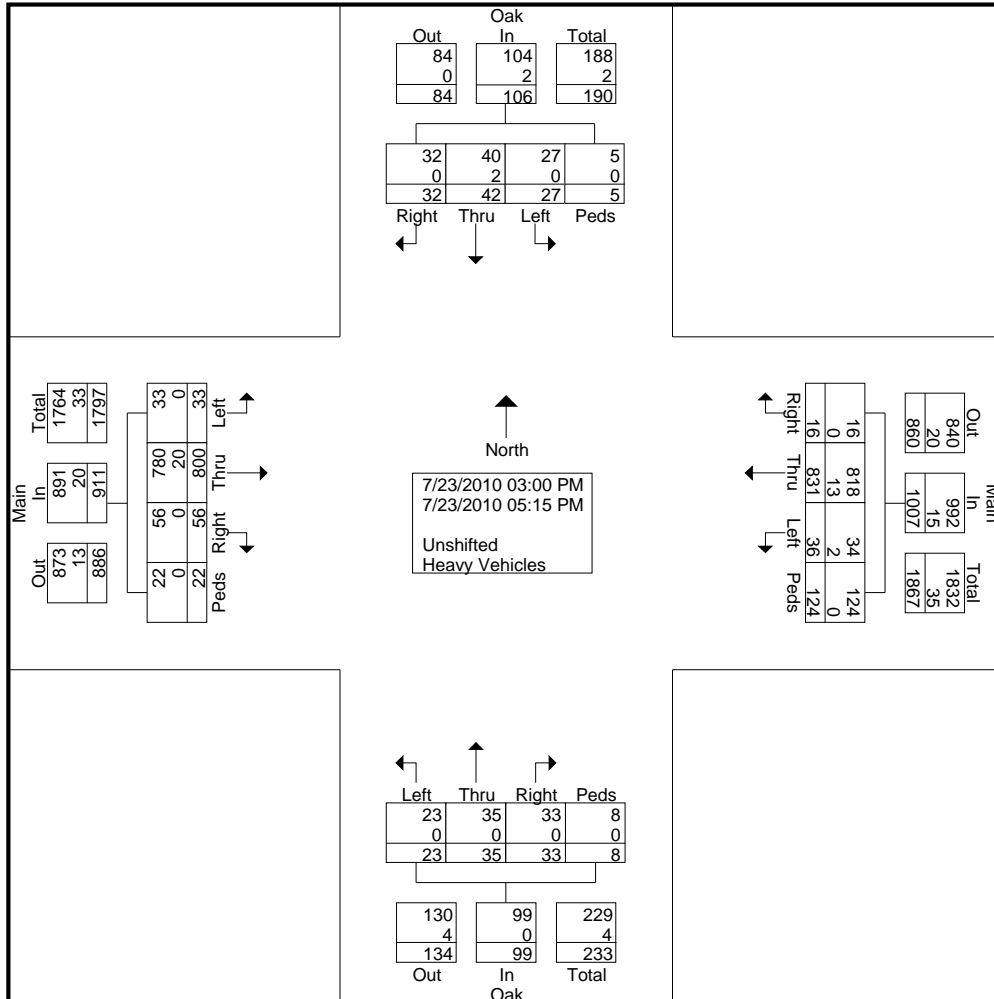 Oak
Out In Total
84 104 188
0 2 2
84 106 190
32 40 27 5
0 2 0 0
32 42 27 5
Right Thru Left Peds
Main
Total In Out
1764 891 873
33 20 13
1797 911 886
33 780 56 22
0 20 0 0
33 800 56 22
Left Thru Right Peds
North
7/23/2010 03:00 PM
7/23/2010 05:15 PM
Unshifted
Heavy Vehicles
Main
Out In Total
840 992 1832
20 15 35
860 1007 1867
16 818 34 124
0 13 2 0
16 831 36 124
Right Thru Left Peds
Left Thru Right Peds
23 35 33 8
0 0 0 0
23 35 33 8
130 99 229
4 0 4
134 99 233
Out In Total
Oak